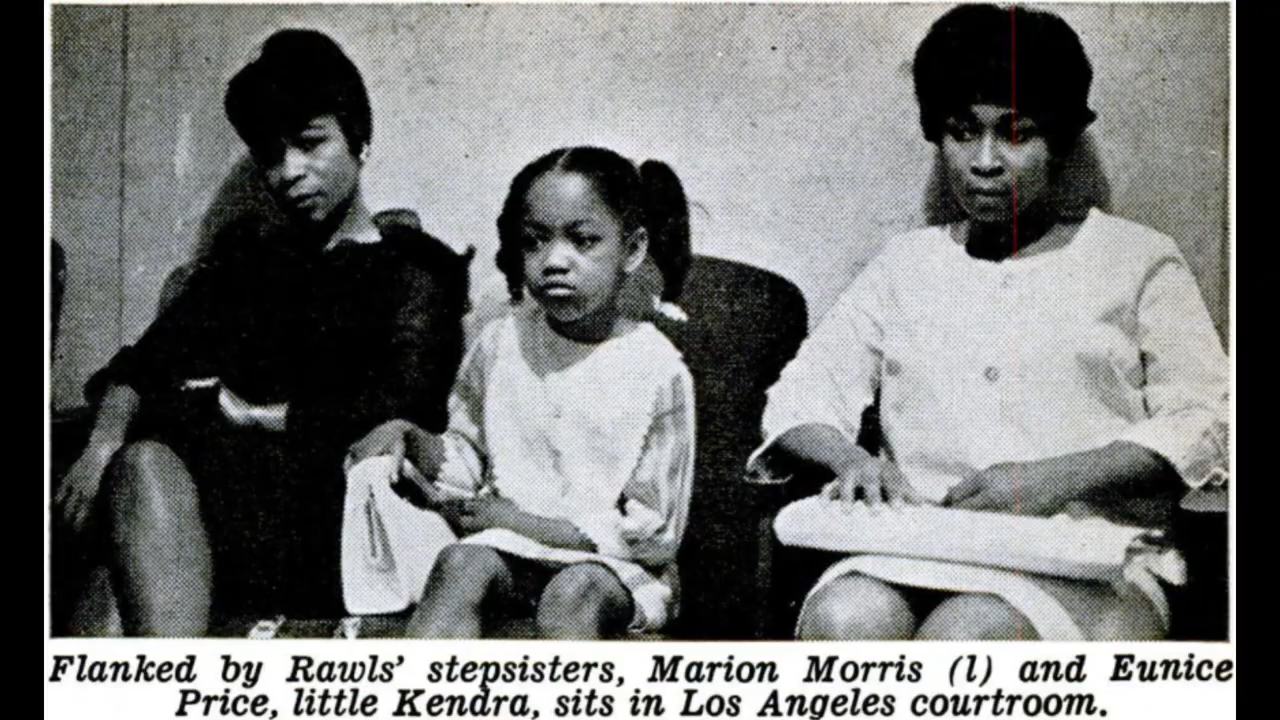 Flanked by Rawls' stepsisters, Marion Morris (l) and Eunice
Price, little Kendra, sits in Los Angeles courtroom.